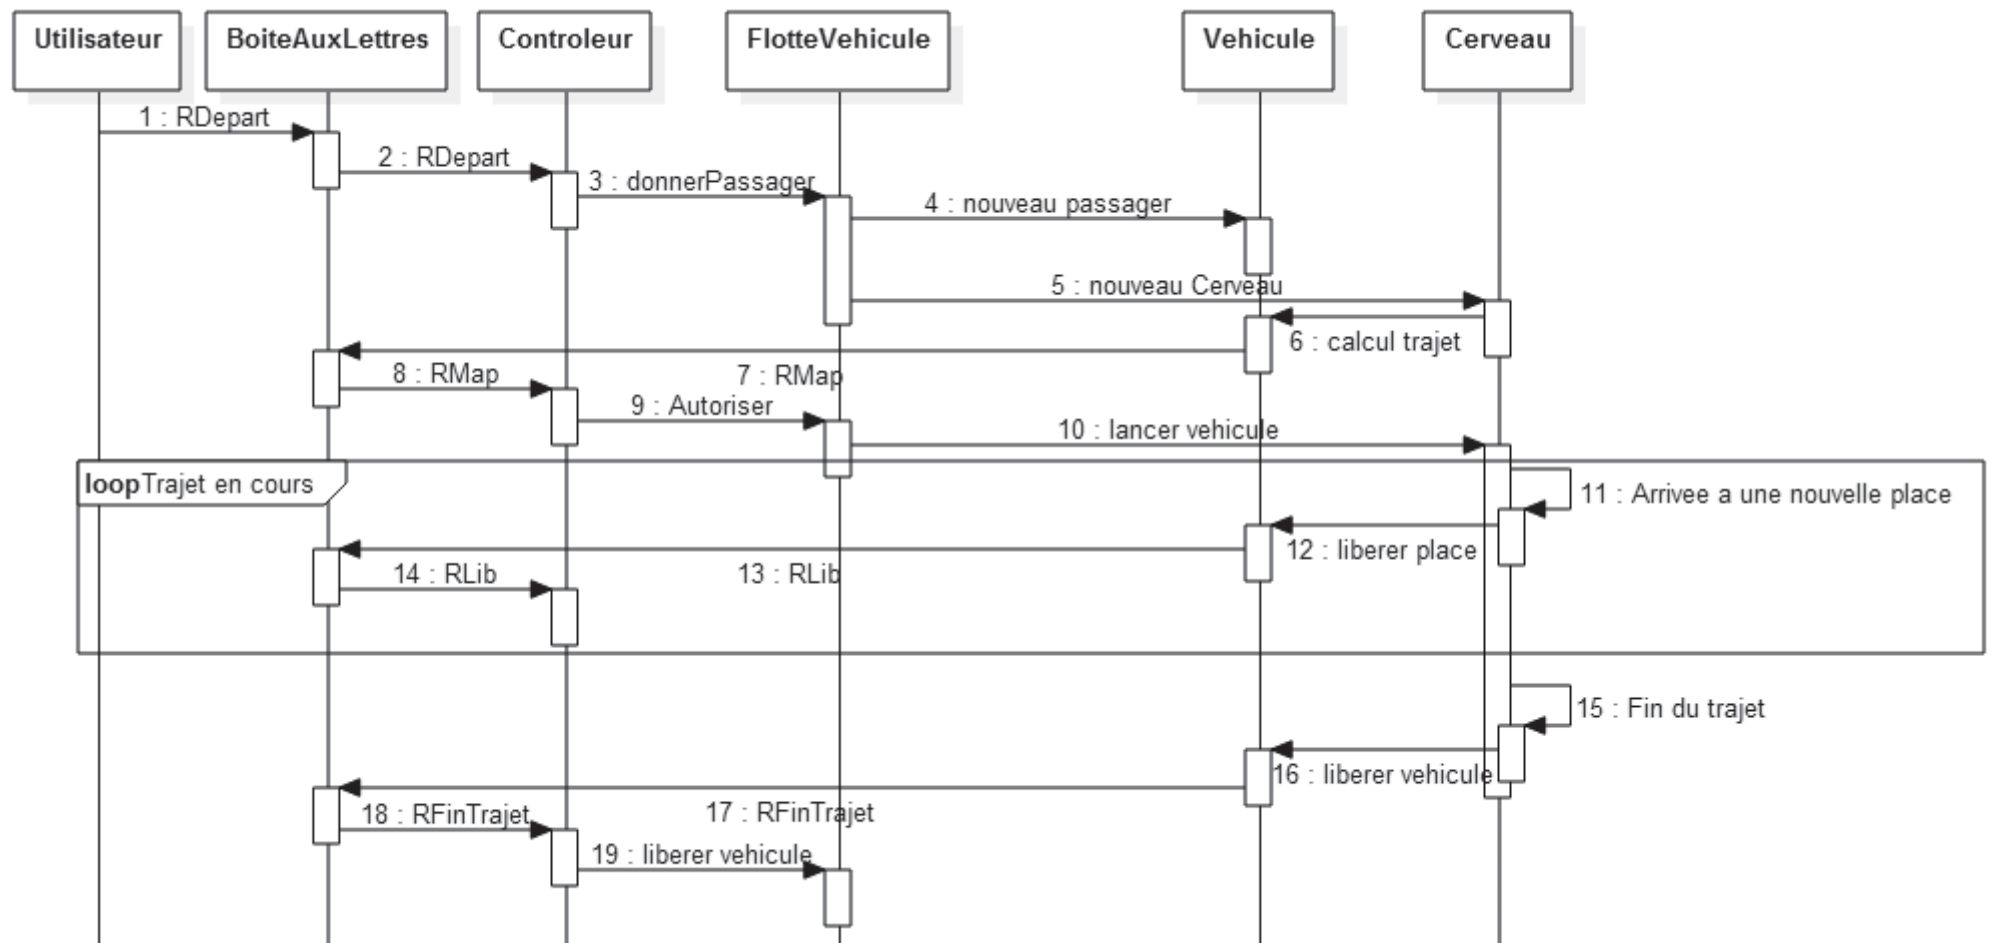 Utilisateur
BoiteAuxLettres
Controleur
FlotteVehicule
Vehicule
Cerveau
1 : RDepart
2 : RDepart
3 : donnerPassager
4 : nouveau passager
5 : nouveau Cerveau
6 : calcul trajet
7 : RMap
8 : RMap
9 : Autoriser
10 : lancer vehicule
loop Trajet en cours
11 : Arrivee a une nouvelle place
12 : liberer place
13 : RLib
14 : RLib
15 : Fin du trajet
16 : liberer vehicule
17 : RFinTrajet
18 : RFinTrajet
19 : liberer vehicule